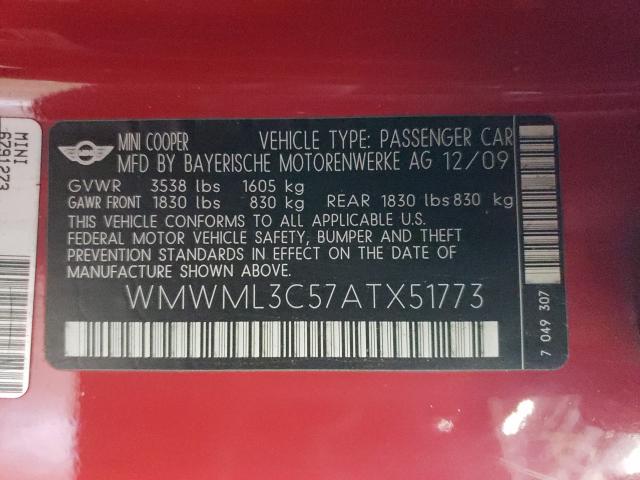 MINI COOPER VEHICLE TYPE: PASSENGER CAR
MFD BY BAYERISCHE MOTORENWERKE AG 12/09
GVWR 3538 lbs 1605 kg
GAWR FRONT 1830 lbs 830 kg REAR 1830 lbs 830 kg
THIS VEHICLE CONFORMS TO ALL APPLICABLE U.S.
FEDERAL MOTOR VEHICLE SAFETY, BUMPER AND THEFT
PREVENTION STANDARDS IN EFFECT ON THE DATE OF
MANUFACTURE SHOWN ABOVE.
WMWML3C57ATX51773
7 049 307
MINI
6Z91273